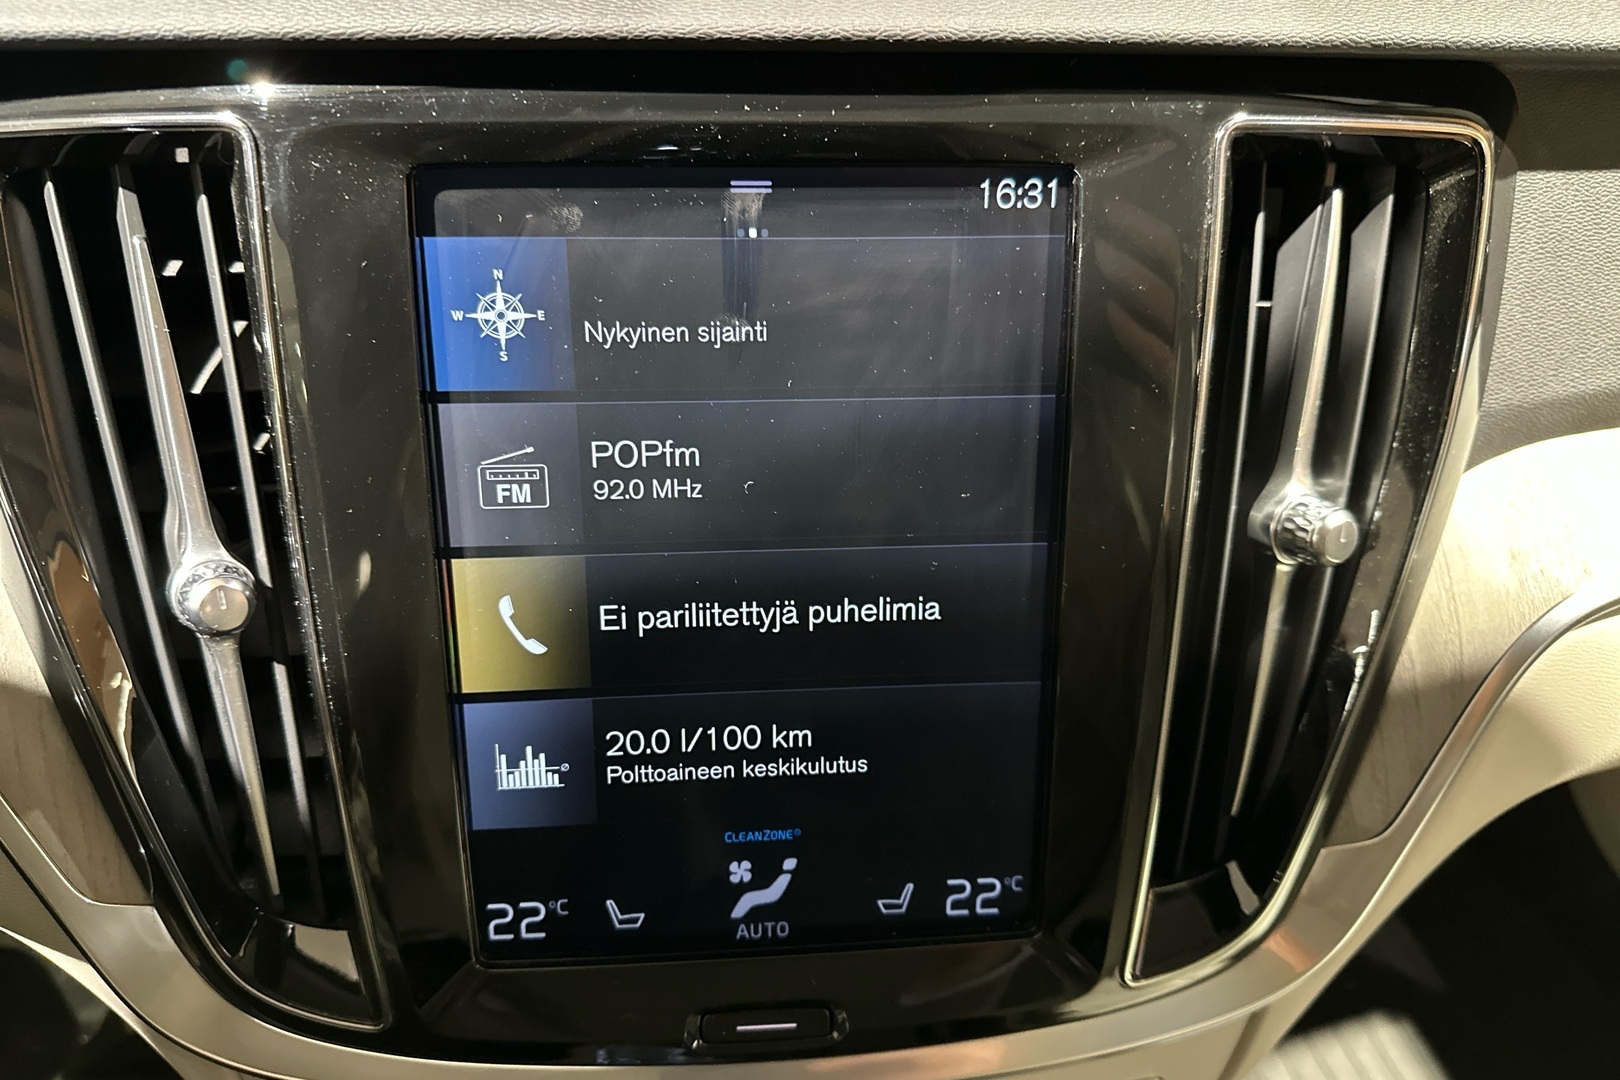 16:31
N
W E
S
Nykyinen sijainti
POPfm
92.0 MHz
FM
Ei pariliitettyjä puhelimia
20.0 l/100 km
Polttoaineen keskikulutus
CLEANZONE®
22°C
22°C
AUTO